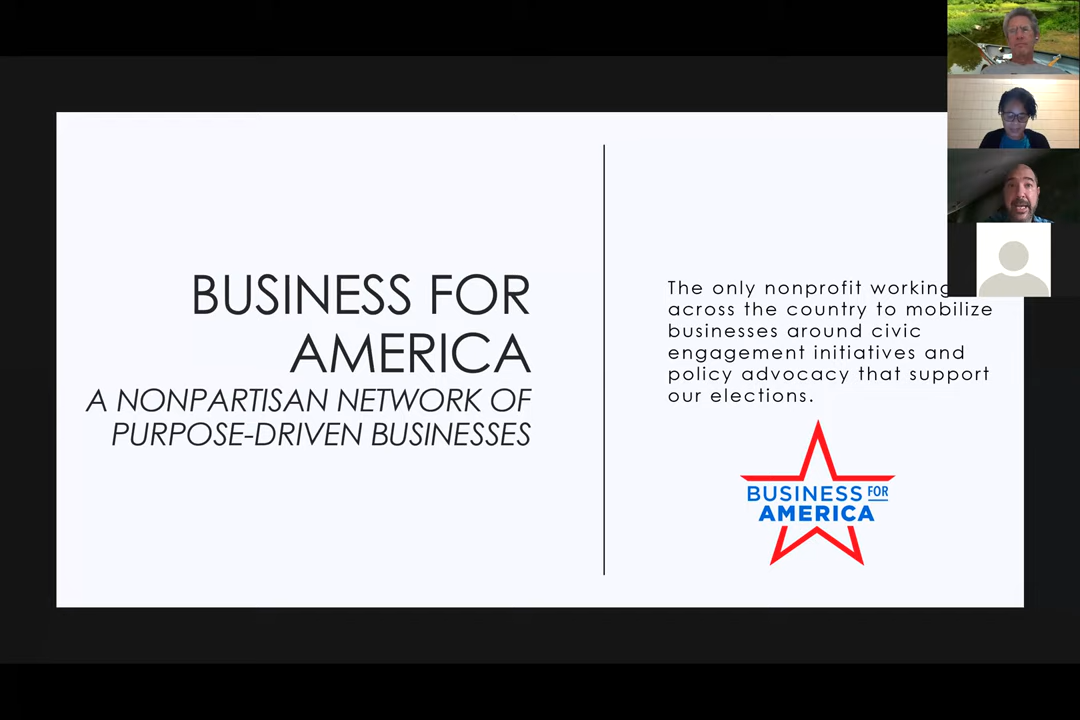 BUSINESS FOR
AMERICA
A NONPARTISAN NETWORK OF
PURPOSE-DRIVEN BUSINESSES
The only nonprofit working
across the country to mobilize
businesses around civic
engagement initiatives and
policy advocacy that support
our elections.
BUSINESS FOR
AMERICA